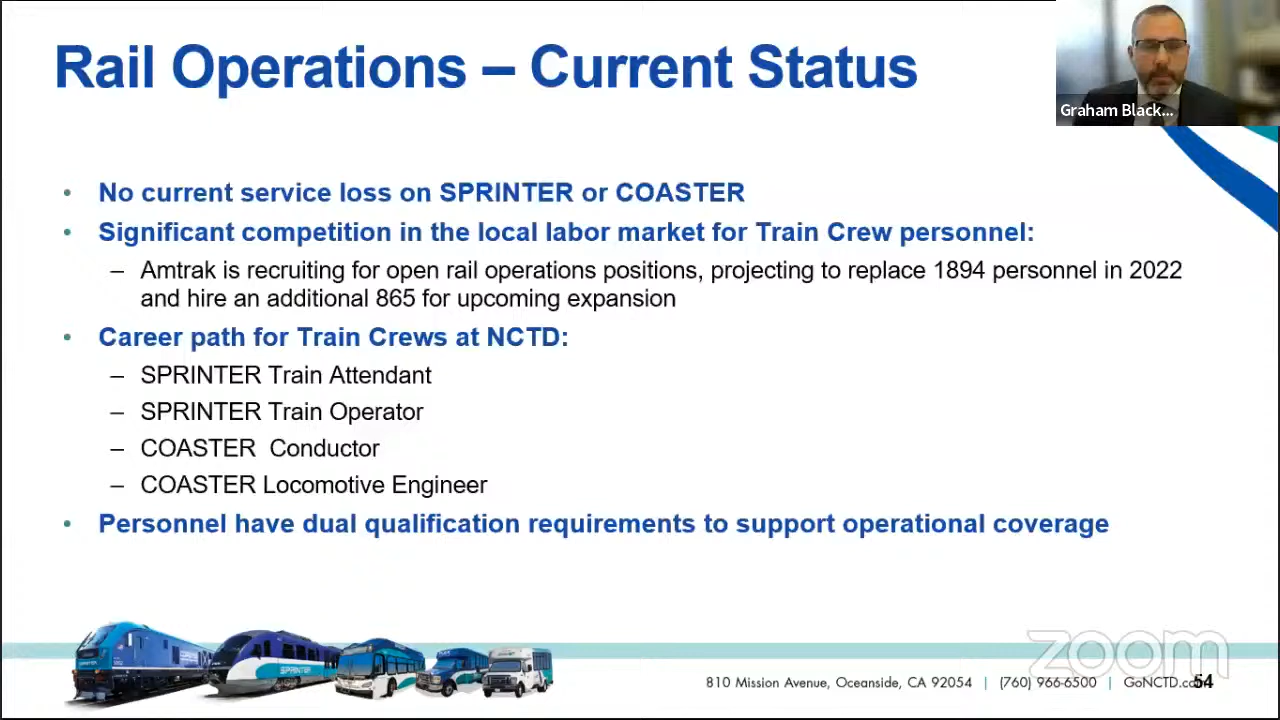 Rail Operations – Current Status
Graham Black...
• No current service loss on SPRINTER or COASTER
• Significant competition in the local labor market for Train Crew personnel:
– Amtrak is recruiting for open rail operations positions, projecting to replace 1894 personnel in 2022
and hire an additional 865 for upcoming expansion
• Career path for Train Crews at NCTD:
– SPRINTER Train Attendant
– SPRINTER Train Operator
– COASTER  Conductor
– COASTER Locomotive Engineer
• Personnel have dual qualification requirements to support operational coverage
SPRINTER
zoom
810 Mission Avenue, Oceanside, CA 92054 | (760) 966-6500 | GoNCTD.co
54